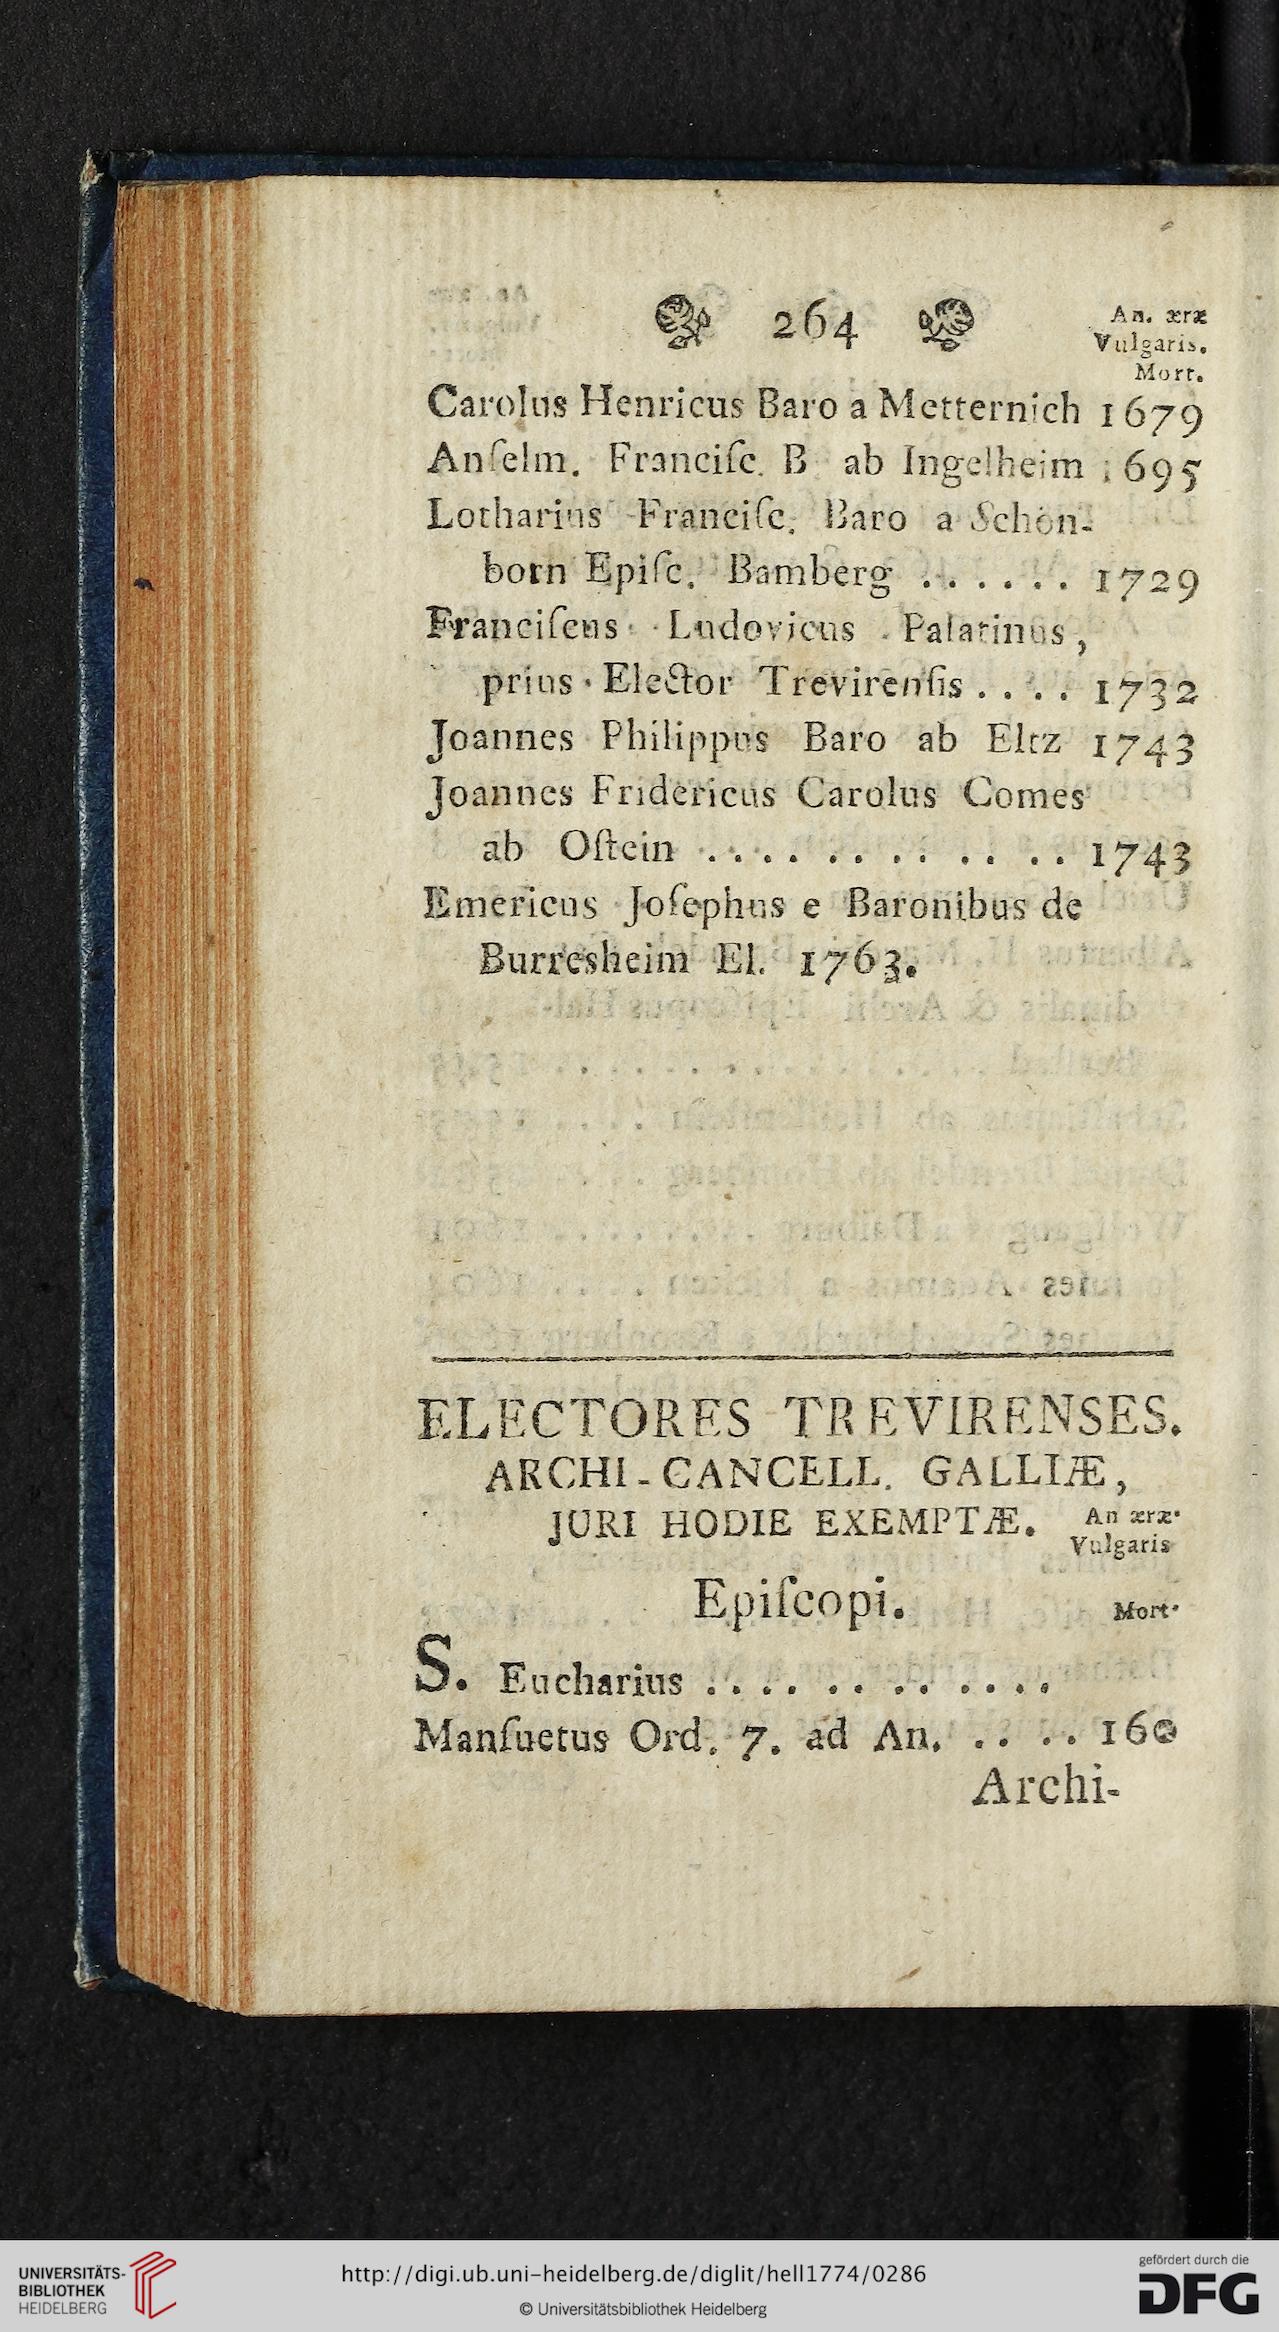 264
An. æræ
Vulgaris.
Mort.
Carolus Henricus Baro a Metternich 1679
Anſelm. Franciſc. B ab Ingelheim 1695
Lotharius Franciſc. Baro a Schön-
born Epiſc. Bamberg . . . . . . 1729
Franciſcus Ludovicus Palatinus,
prius Elector Trevirenſis . . . . 1732
Joannes Philippus Baro ab Eltz 1743
Joannes Fridericus Carolus Comes
ab Oſtein . . . . . . . . . . . . 1743
Emericus Joſephus e Baronibus de
Burresheim El. 1763.
ELECTORES TREVIRENSES.
ARCHI-CANCELL. GALLIÆ,
JURI HODIE EXEMPTÆ.
An æræ
Vulgaris
Epiſcopi.
Mort.
S. Eucharius . . . . . . . . . . . .
Manſuetus Ord. 7. ad An. . . . . 160
Archi-
UNIVERSITÄTS-
BIBLIOTHEK
HEIDELBERG
http://digi.ub.uni-heidelberg.de/diglit/hell1774/0286
© Universitätsbibliothek Heidelberg
gefördert durch die
DFG